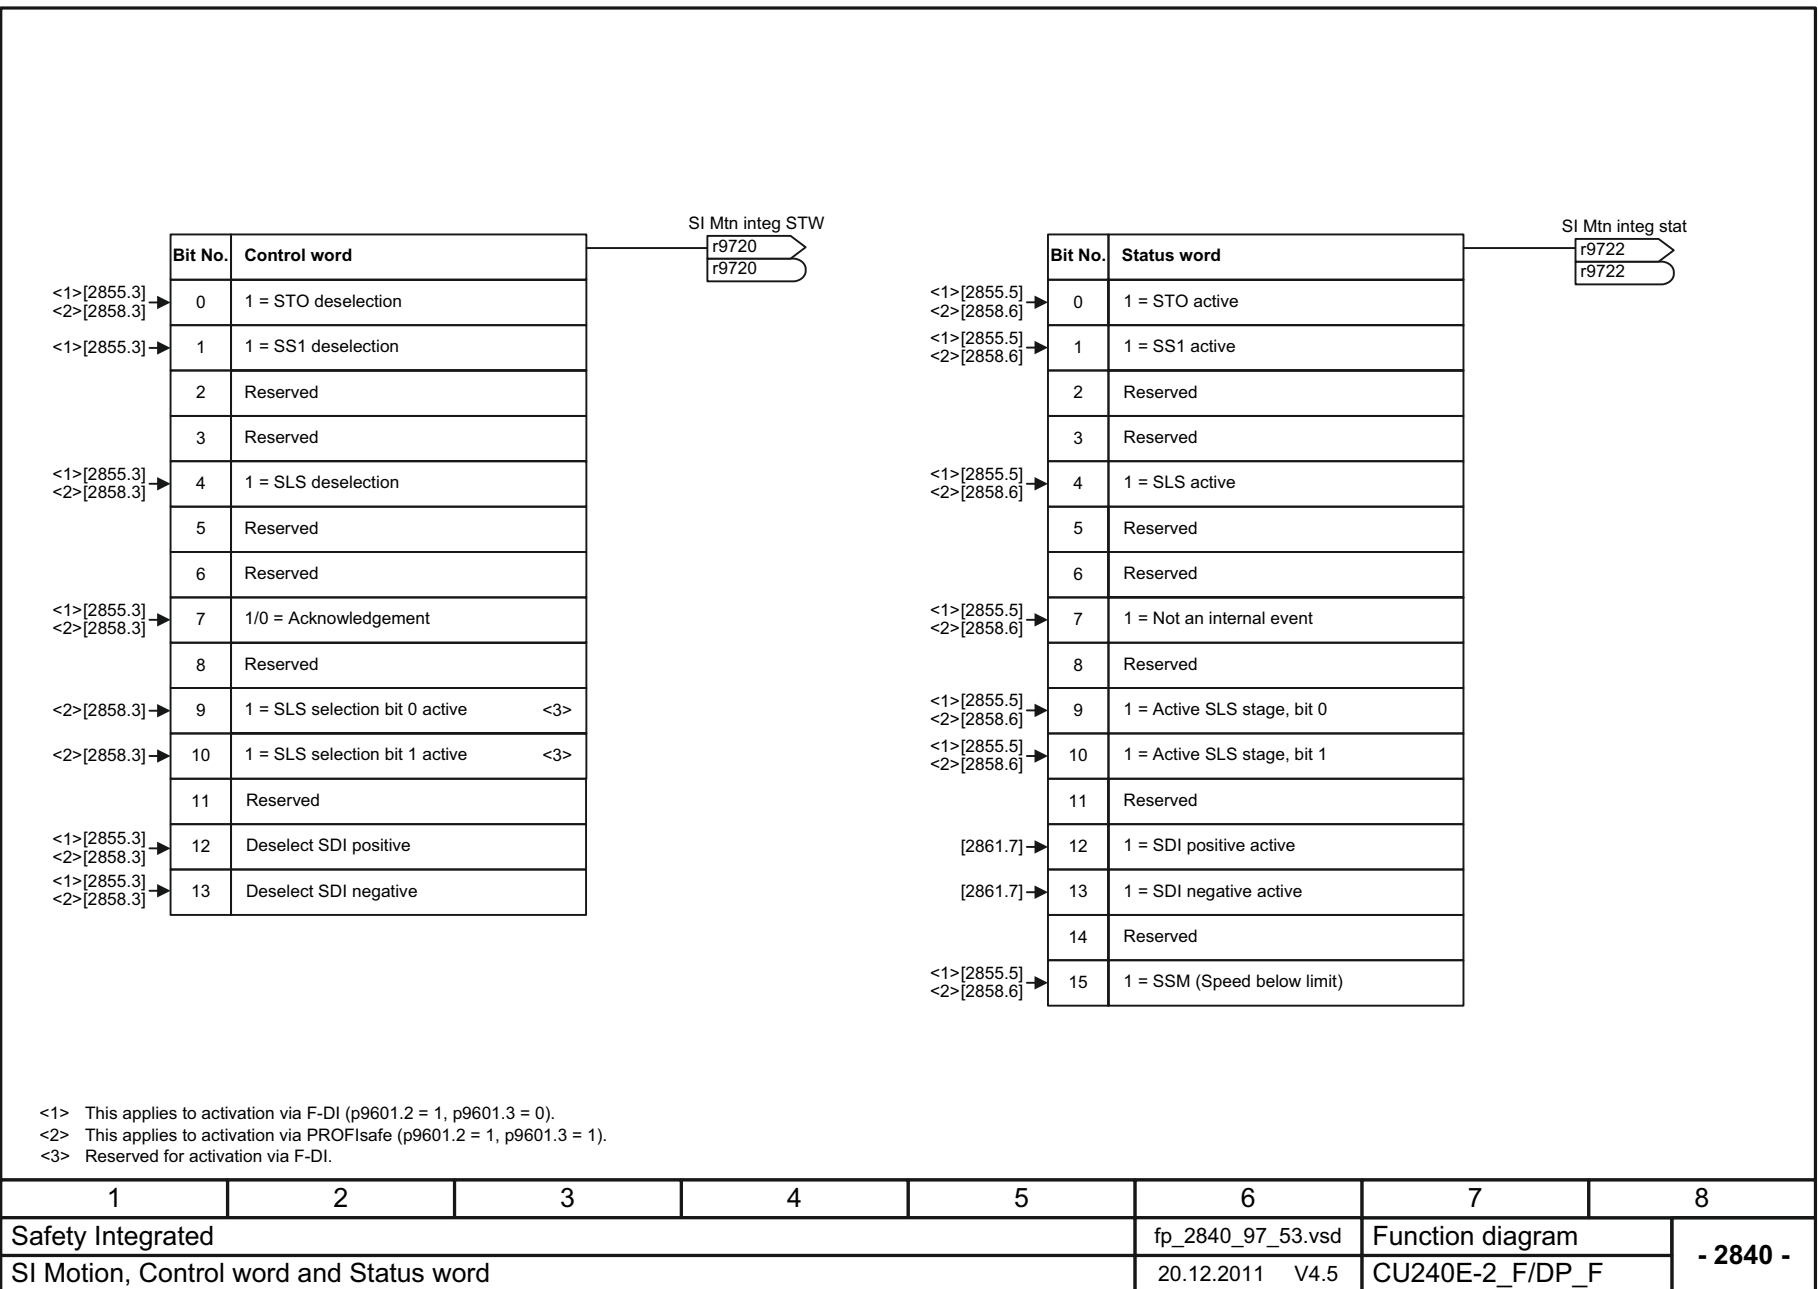 SI Mtn integ STW
r9720
r9720
Bit No. Control word
<1>[2855.3]
<2>[2858.3]
0 1 = STO deselection
<1>[2855.3] 1 1 = SS1 deselection
2 Reserved
3 Reserved
<1>[2855.3]
<2>[2858.3]
4 1 = SLS deselection
5 Reserved
6 Reserved
<1>[2855.3]
<2>[2858.3]
7 1/0 = Acknowledgement
8 Reserved
<2>[2858.3] 9 1 = SLS selection bit 0 active <3>
<2>[2858.3] 10 1 = SLS selection bit 1 active <3>
11 Reserved
<1>[2855.3]
<2>[2858.3]
12 Deselect SDI positive
<1>[2855.3]
<2>[2858.3]
13 Deselect SDI negative
SI Mtn integ stat
r9722
r9722
Bit No. Status word
<1>[2855.5]
<2>[2858.6]
0 1 = STO active
<1>[2855.5]
<2>[2858.6]
1 1 = SS1 active
2 Reserved
3 Reserved
<1>[2855.5]
<2>[2858.6]
4 1 = SLS active
5 Reserved
6 Reserved
<1>[2855.5]
<2>[2858.6]
7 1 = Not an internal event
8 Reserved
<1>[2855.5]
<2>[2858.6]
9 1 = Active SLS stage, bit 0
<1>[2855.5]
<2>[2858.6]
10 1 = Active SLS stage, bit 1
11 Reserved
[2861.7] 12 1 = SDI positive active
[2861.7] 13 1 = SDI negative active
14 Reserved
<1>[2855.5]
<2>[2858.6]
15 1 = SSM (Speed below limit)
<1> This applies to activation via F-DI (p9601.2 = 1, p9601.3 = 0).
<2> This applies to activation via PROFIsafe (p9601.2 = 1, p9601.3 = 1).
<3> Reserved for activation via F-DI.
1 2 3 4 5 6 7 8
Safety Integrated fp_2840_97_53.vsd Function diagram
- 2840 -
SI Motion, Control word and Status word 20.12.2011 V4.5 CU240E-2_F/DP_F